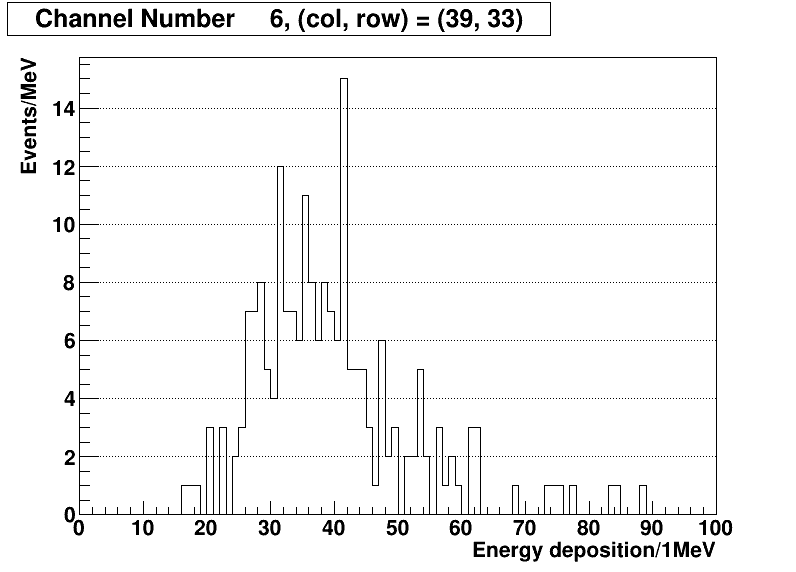 Channel Number 6, (col, row) = (39, 33)
Events/MeV
14
12
10
8
6
4
2
0
0 10 20 30 40 50 60 70 80 90 100
Energy deposition/1MeV